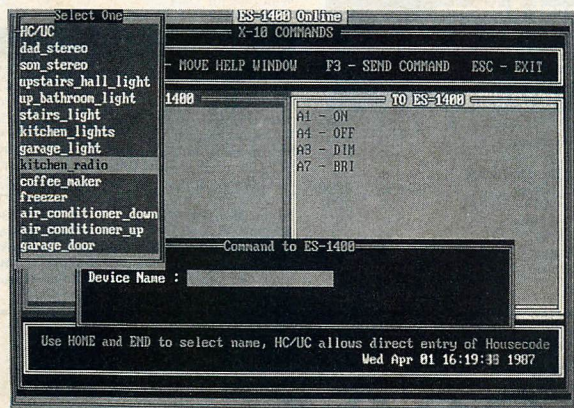 Select One
HC/UC
dad_stereo
son_stereo
upstairs_hall_light
up_bathroom_light
stairs_light
kitchen_lights
garage_light
kitchen_radio
coffee_maker
freezer
air_conditioner_down
air_conditioner_up
garage_door
ES-1400 Online
X-10 COMMANDS
- MOVE HELP WINDOW F3 - SEND COMMAND ESC - EXIT
1400
TO ES-1400
A1 - ON
A4 - OFF
A3 - DIM
A7 - BRI
Command to ES-1400
Device Name :
Use HOME and END to select name, HC/UC allows direct entry of Housecode
Wed Apr 01 16:19: 1987